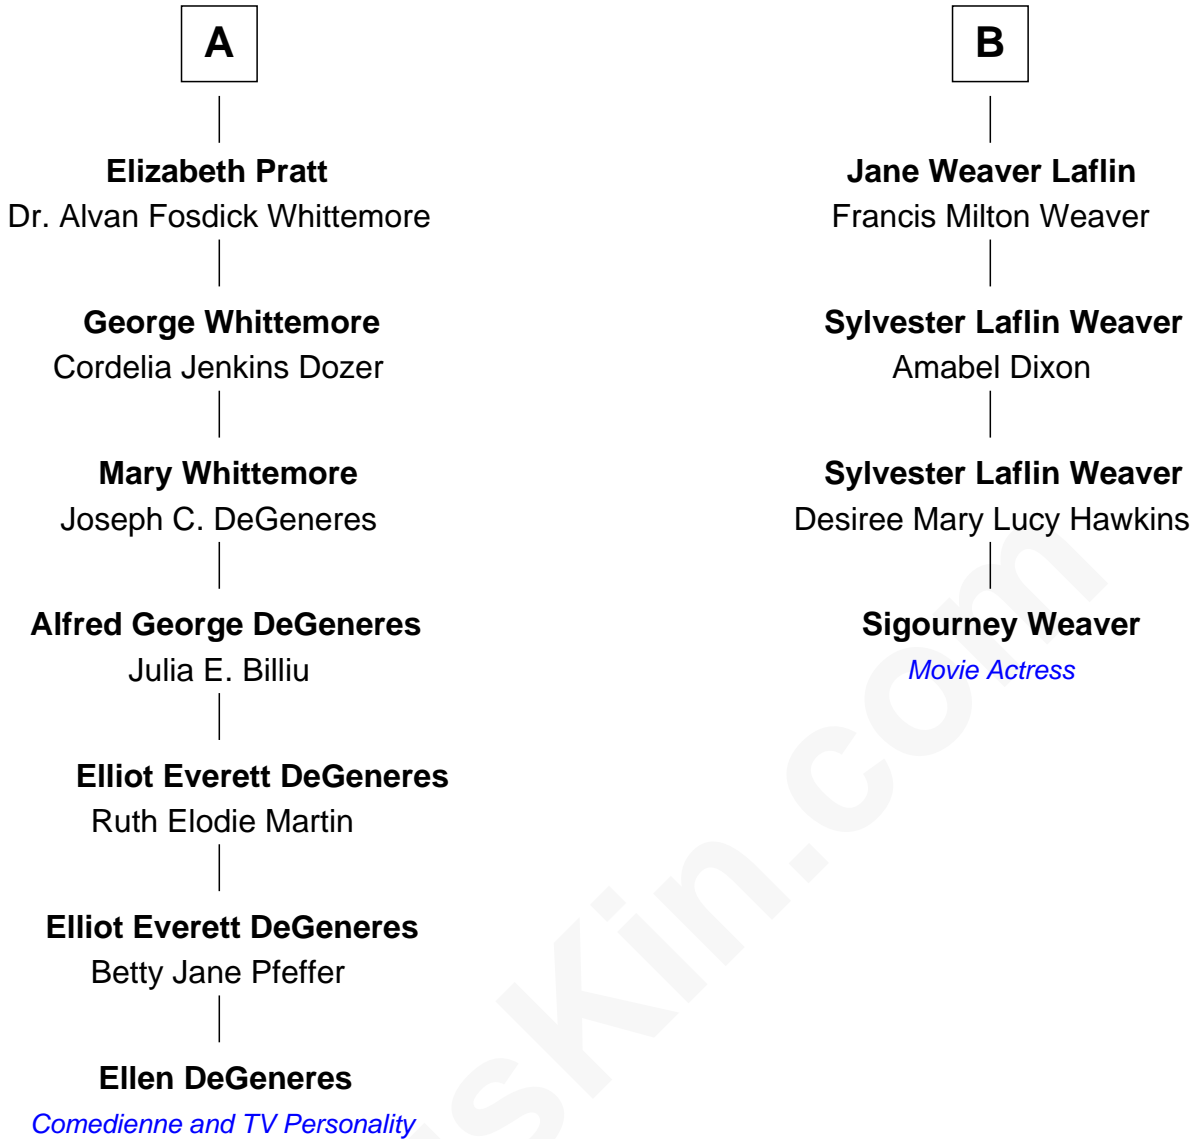 A
Elizabeth Pratt
Dr. Alvan Fosdick Whittemore
George Whittemore
Cordelia Jenkins Dozer
Mary Whittemore
Joseph C. DeGeneres
Alfred George DeGeneres
Julia E. Billiu
Elliot Everett DeGeneres
Ruth Elodie Martin
Elliot Everett DeGeneres
Betty Jane Pfeffer
Ellen DeGeneres
Comedienne and TV Personality
B
Jane Weaver Laflin
Francis Milton Weaver
Sylvester Laflin Weaver
Amabel Dixon
Sylvester Laflin Weaver
Desiree Mary Lucy Hawkins
Sigourney Weaver
Movie Actress
usKin.com